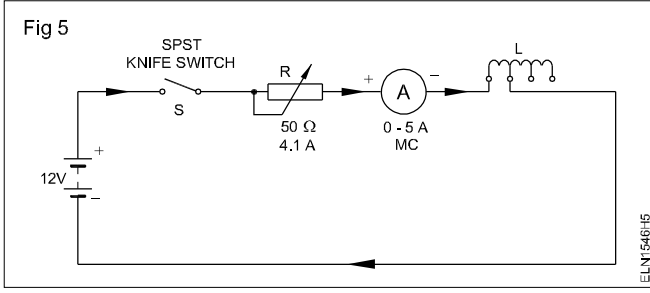 Fig 5
SPST
KNIFE SWITCH
S
R
50 Ω
4.1 A
+
A
−
0 - 5 A
MC
L
+
12V
−
ELN1546H5